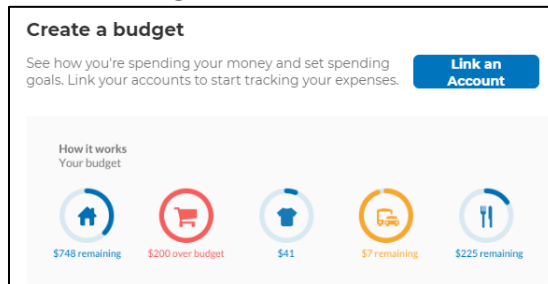 Create a budget
See how you're spending your money and set spending
goals. Link your accounts to start tracking your expenses.
Link an
Account
How it works
Your budget
$748 remaining
$200 over budget
$41
$7 remaining
$225 remaining